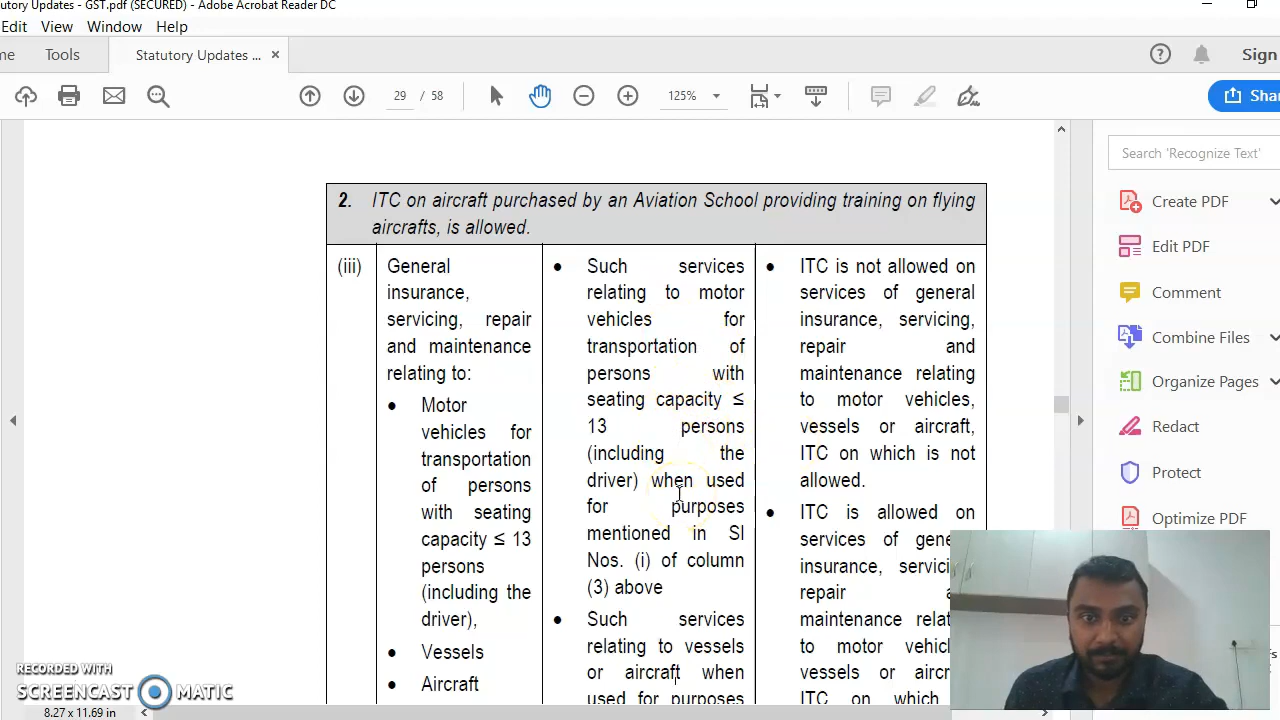 tutory Updates - GST.pdf (SECURED) - Adobe Acrobat Reader DC
Edit View Window Help
me Tools Statutory Updates ... × Sign
29 / 58 125% Shar
Search 'Recognize Text'
2. ITC on aircraft purchased by an Aviation School providing training on flying
aircrafts, is allowed.
(iii) General
insurance,
servicing, repair
and maintenance
relating to:
• Motor
vehicles for
transportation
of persons
with seating
capacity ≤ 13
persons
(including the
driver),
• Vessels
• Aircraft
• Such services
relating to motor
vehicles for
transportation of
persons with
seating capacity ≤
13 persons
(including the
driver) when used
for purposes
mentioned in Sl
Nos. (i) of column
(3) above
• Such services
relating to vessels
or aircraft when
used for purposes
• ITC is not allowed on
services of general
insurance, servicing,
repair and
maintenance relating
to motor vehicles,
vessels or aircraft,
ITC on which is not
allowed.
• ITC is allowed on
services of gene
insurance, servici
repair a
maintenance relat
to motor vehicl
vessels or aircra
ITC on which
Create PDF
Edit PDF
Comment
Combine Files
Organize Pages
Redact
Protect
Optimize PDF
RECORDED WITH
SCREENCAST MATIC
8.27 x 11.69 in